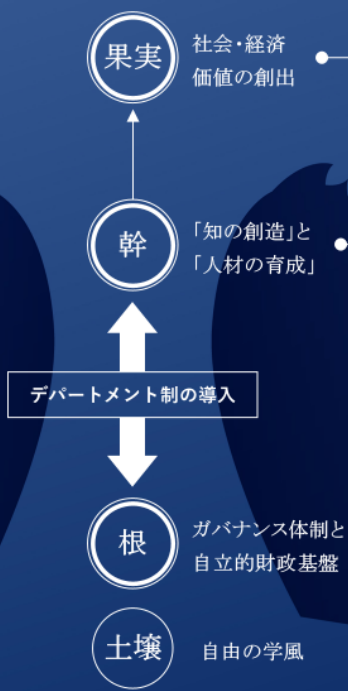 果実
社会・経済
価値の創出
幹
「知の創造」と
「人材の育成」
デパートメント制の導入
根
ガバナンス体制と
自立的財政基盤
土壌
自由の学風